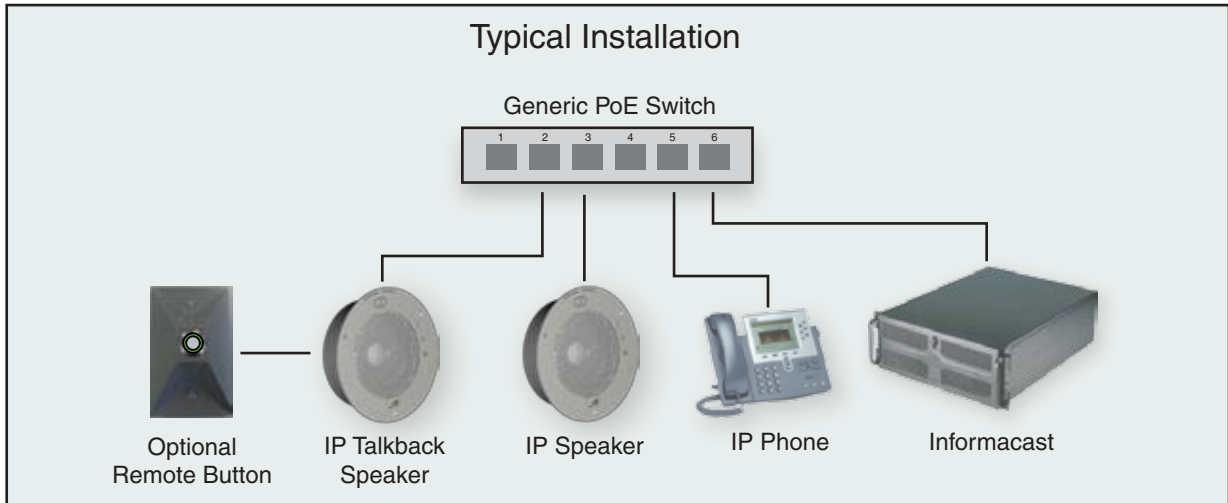 Typical Installation
Generic PoE Switch
1 2 3 4 5 6
Optional
Remote Button
IP Talkback
Speaker
IP Speaker
IP Phone
Informacast